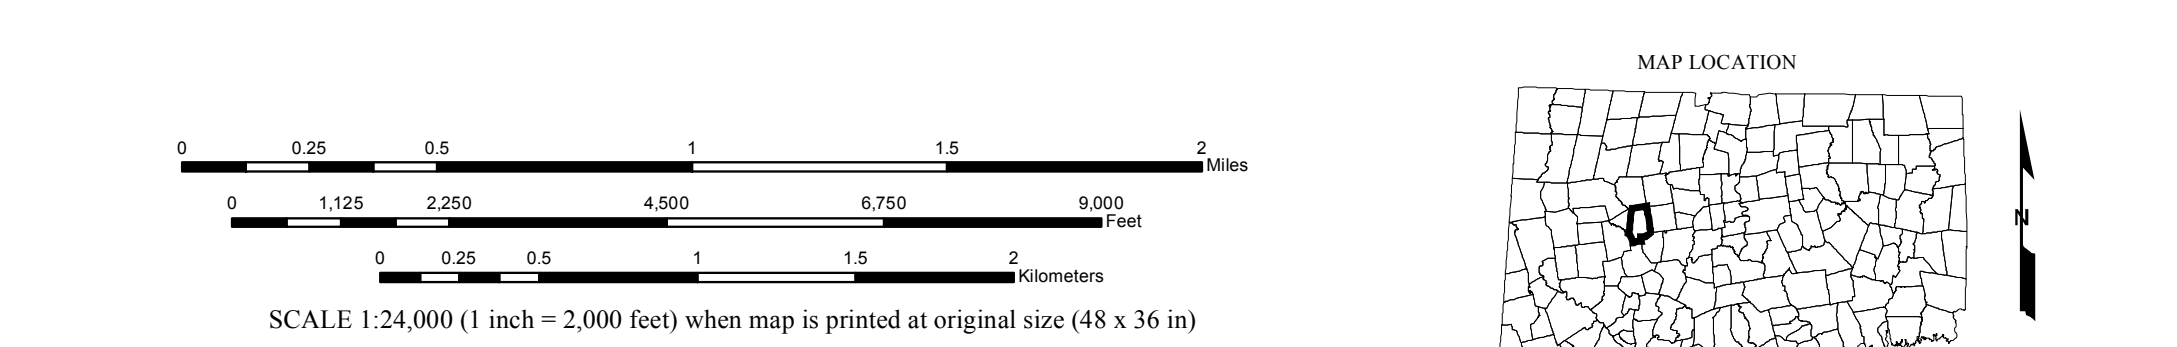 MAP LOCATION
0 0.25 0.5 1 1.5 2 Miles
0 1,125 2,250 4,500 6,750 9,000 Feet
0 0.25 0.5 1 1.5 2 Kilometers
N
SCALE 1:24,000 (1 inch = 2,000 feet) when map is printed at original size (48 x 36 in)